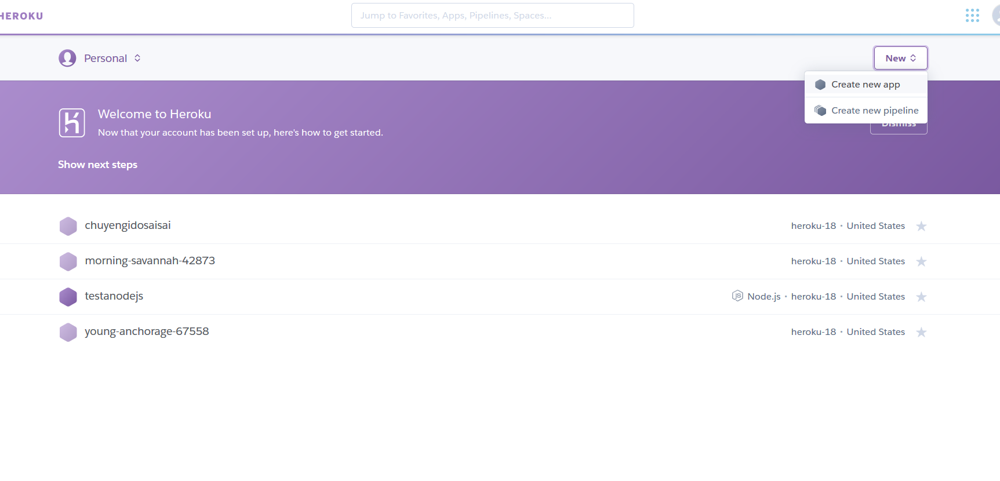 HEROKU
Jump to Favorites, Apps, Pipelines, Spaces...
Personal
New
Create new app
Create new pipeline
Dismiss
Welcome to Heroku
Now that your account has been set up, here's how to get started.
Show next steps
chuyengidosaisai
heroku-18 · United States
morning-savannah-42873
heroku-18 · United States
testanodejs
JS Node.js · heroku-18 · United States
young-anchorage-67558
heroku-18 · United States